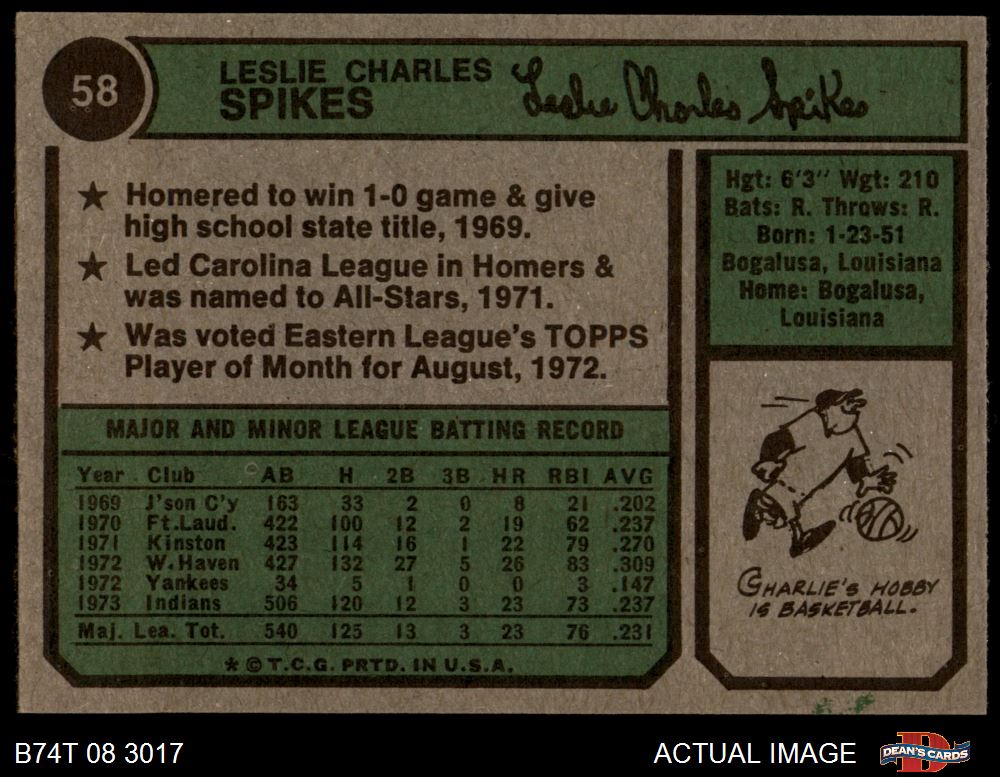 58
LESLIE CHARLES
SPIKES
Leslie Charles Spikes
★ Homered to win 1-0 game & give
high school state title, 1969.
★ Led Carolina League in Homers &
was named to All-Stars, 1971.
★ Was voted Eastern League's TOPPS
Player of Month for August, 1972.
Hgt: 6'3" Wgt: 210
Bats: R. Throws: R.
Born: 1-23-51
Bogalusa, Louisiana
Home: Bogalusa,
Louisiana
MAJOR AND MINOR LEAGUE BATTING RECORD
Year Club AB H 2B 3B HR RBI AVG
1969 J'son C'y 163 33 2 0 8 21 .202
1970 Ft.Laud. 422 100 12 2 19 62 .237
1971 Kinston 423 114 16 1 22 79 .270
1972 W.Haven 427 132 27 5 26 83 .309
1972 Yankees 34 5 1 0 0 3 .147
1973 Indians 506 120 12 3 23 73 .237
Maj. Lea. Tot. 540 125 13 3 23 76 .231
★ © T.C.G. PRTD. IN U.S.A.
CHARLIE'S HOBBY
IS BASKETBALL.
B74T 08 3017
ACTUAL IMAGE
DEAN'S CARDS